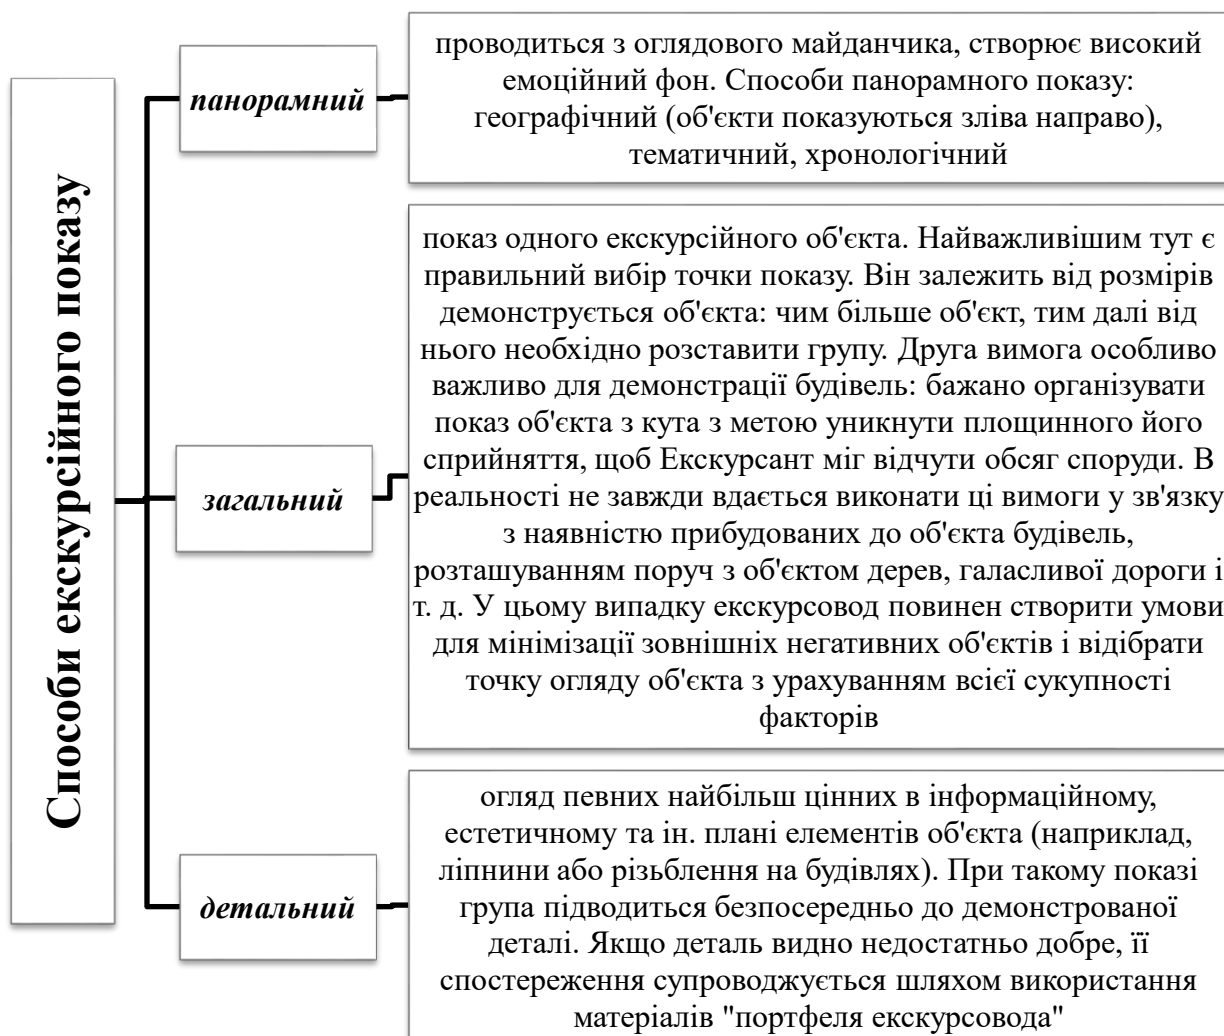 Способи екскурсійного показу
панорамний
проводиться з оглядового майданчика, створює високий
емоційний фон. Способи панорамного показу:
географічний (об'єкти показуються зліва направо),
тематичний, хронологічний
загальний
показ одного екскурсійного об'єкта. Найважливішим тут є
правильний вибір точки показу. Він залежить від розмірів
демонструється об'єкта: чим більше об'єкт, тим далі від
нього необхідно розставити групу. Друга вимога особливо
важливо для демонстрації будівель: бажано організувати
показ об'єкта з кута з метою уникнути площинного його
сприйняття, щоб Екскурсант міг відчути обсяг споруди. В
реальності не завжди вдається виконати ці вимоги у зв'язку
з наявністю прибудованих до об'єкта будівель,
розташуванням поруч з об'єктом дерев, галасливої дороги і
т. д. У цьому випадку екскурсовод повинен створити умови
для мінімізації зовнішніх негативних об'єктів і відібрати
точку огляду об'єкта з урахуванням всієї сукупності
факторів
детальний
огляд певних найбільш цінних в інформаційному,
естетичному та ін. плані елементів об'єкта (наприклад,
ліпнини або різьблення на будівлях). При такому показі
група підводиться безпосередньо до демонстрованої
деталі. Якщо деталь видно недостатньо добре, її
спостереження супроводжується шляхом використання
матеріалів "портфеля екскурсовода"